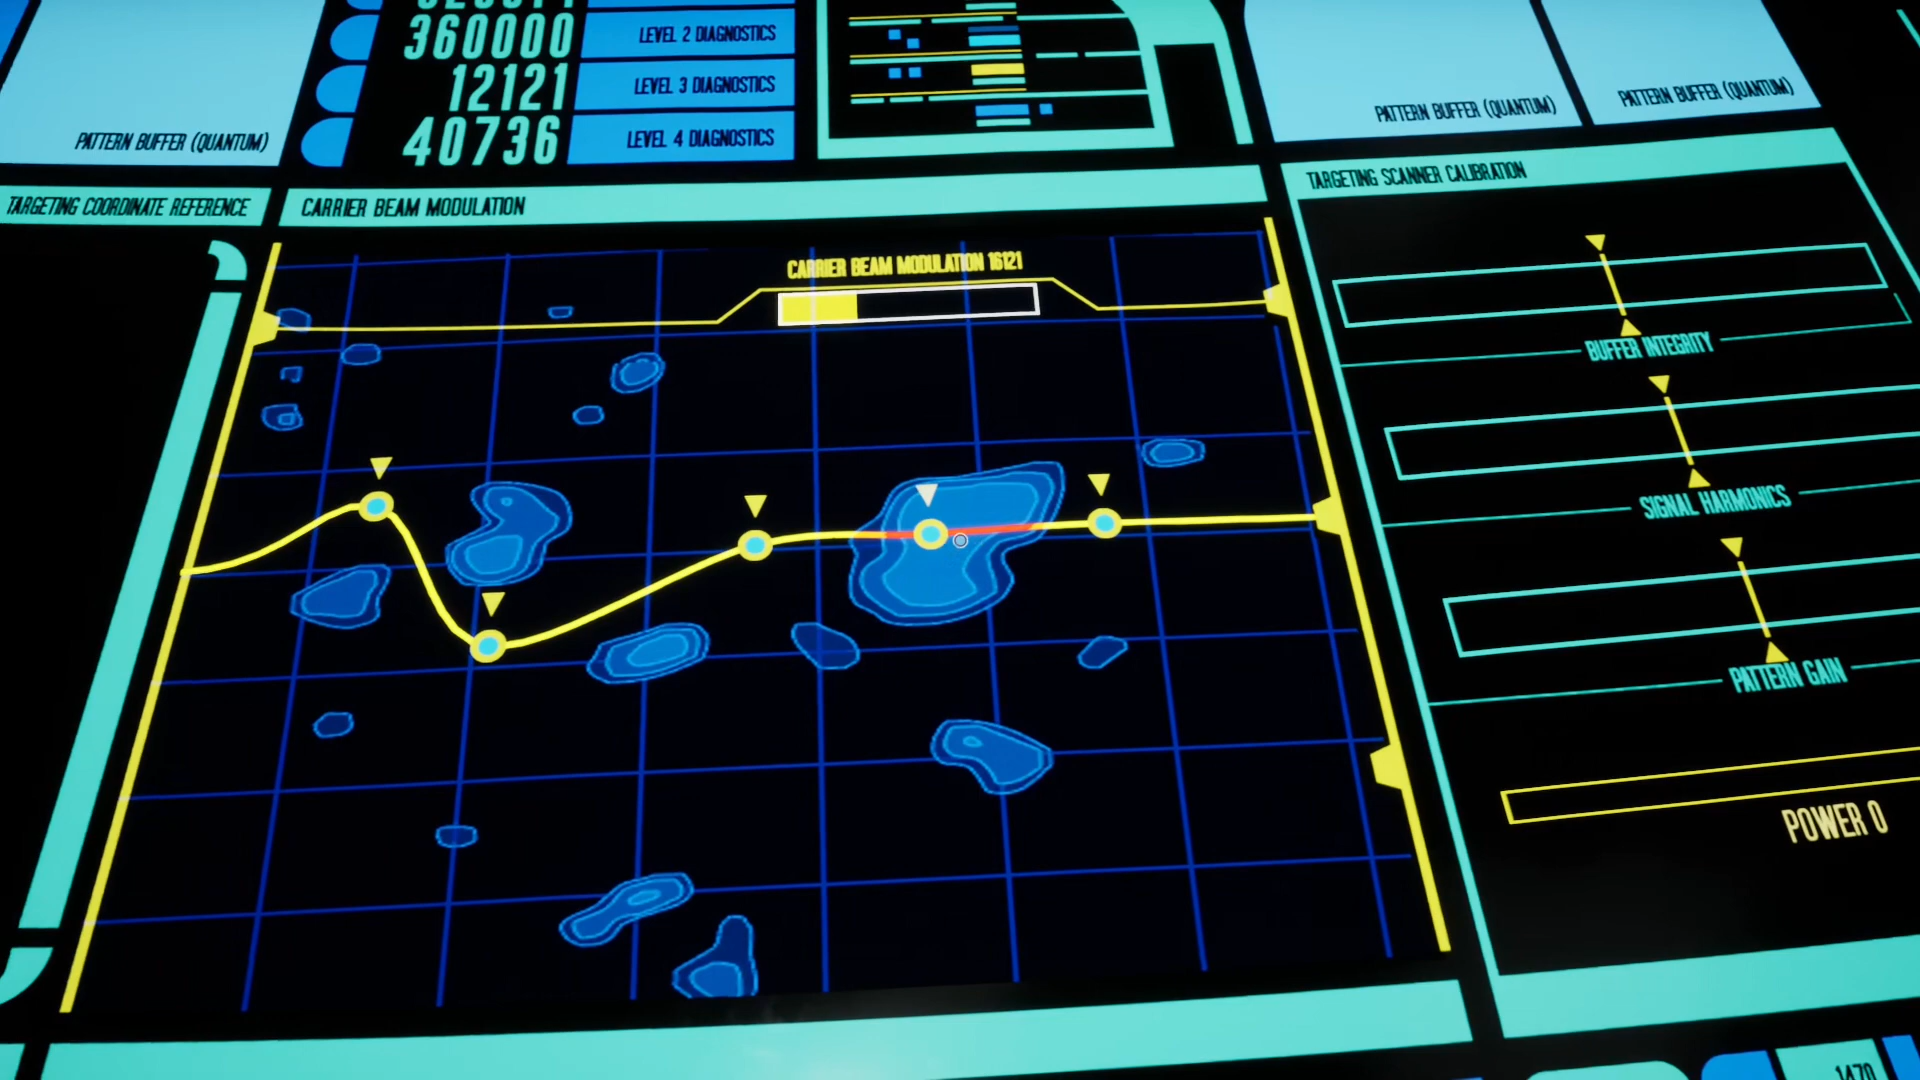 360000
LEVEL 2 DIAGNOSTICS
12121
LEVEL 3 DIAGNOSTICS
40736
LEVEL 4 DIAGNOSTICS
PATTERN BUFFER (QUANTUM)
PATTERN BUFFER (QUANTUM)
PATTERN BUFFER (QUANTUM)
TARGETING COORDINATE REFERENCE
CARRIER BEAM MODULATION
TARGETING SCANNER CALIBRATION
CARRIER BEAM MODULATION 16121
BUFFER INTEGRITY
SIGNAL HARMONICS
PATTERN GAIN
POWER 0